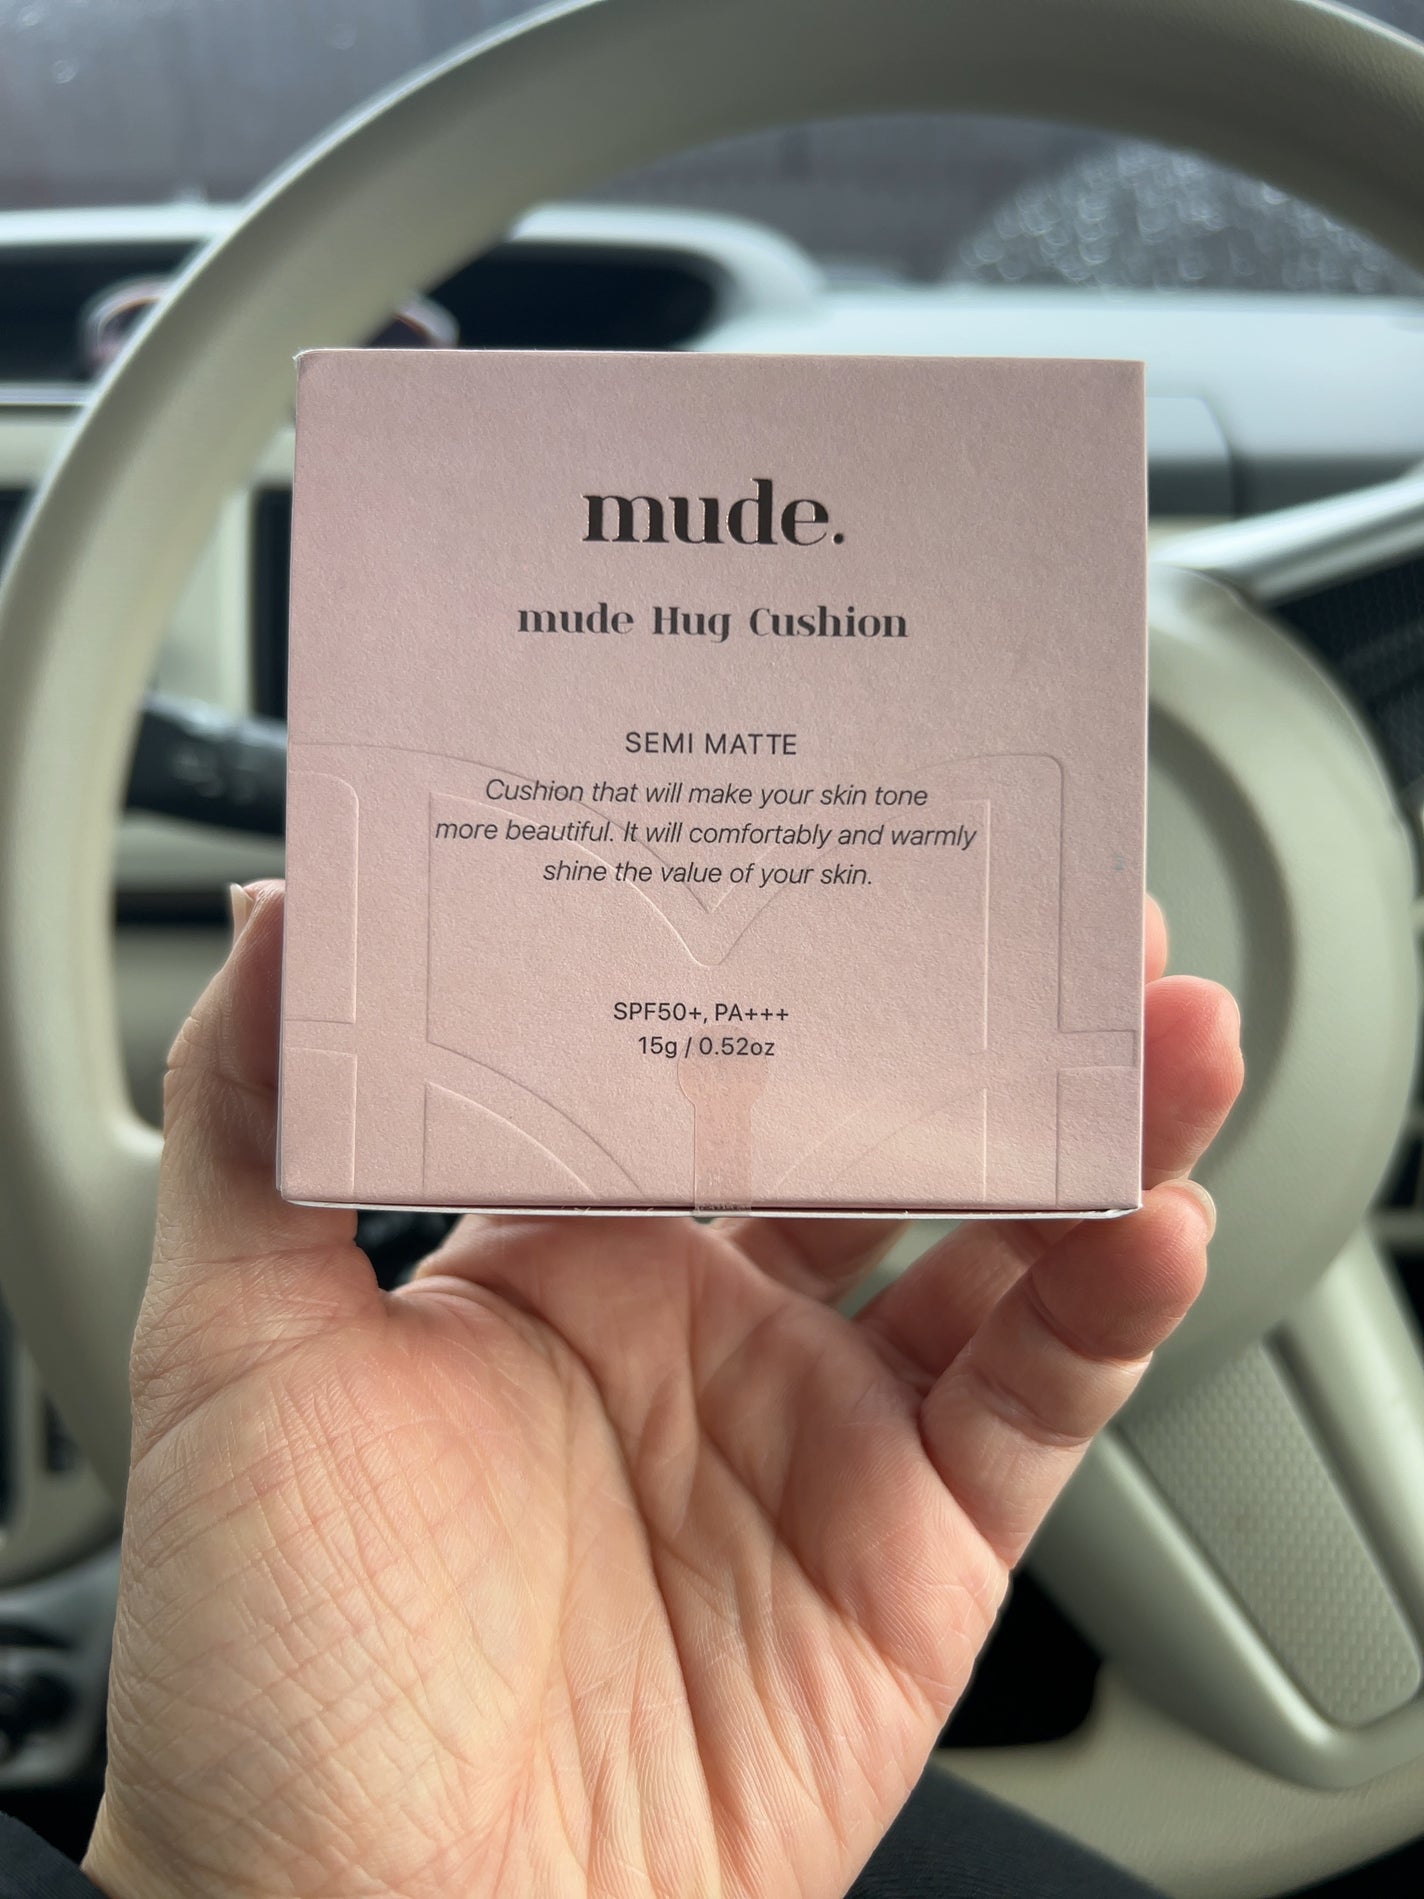 mude.
mude Hug Cushion
SEMI MATTE
Cushion that will make your skin tone
more beautiful. It will comfortably and warmly
shine the value of your skin.
SPF50+, PA+++
15g / 0.52oz